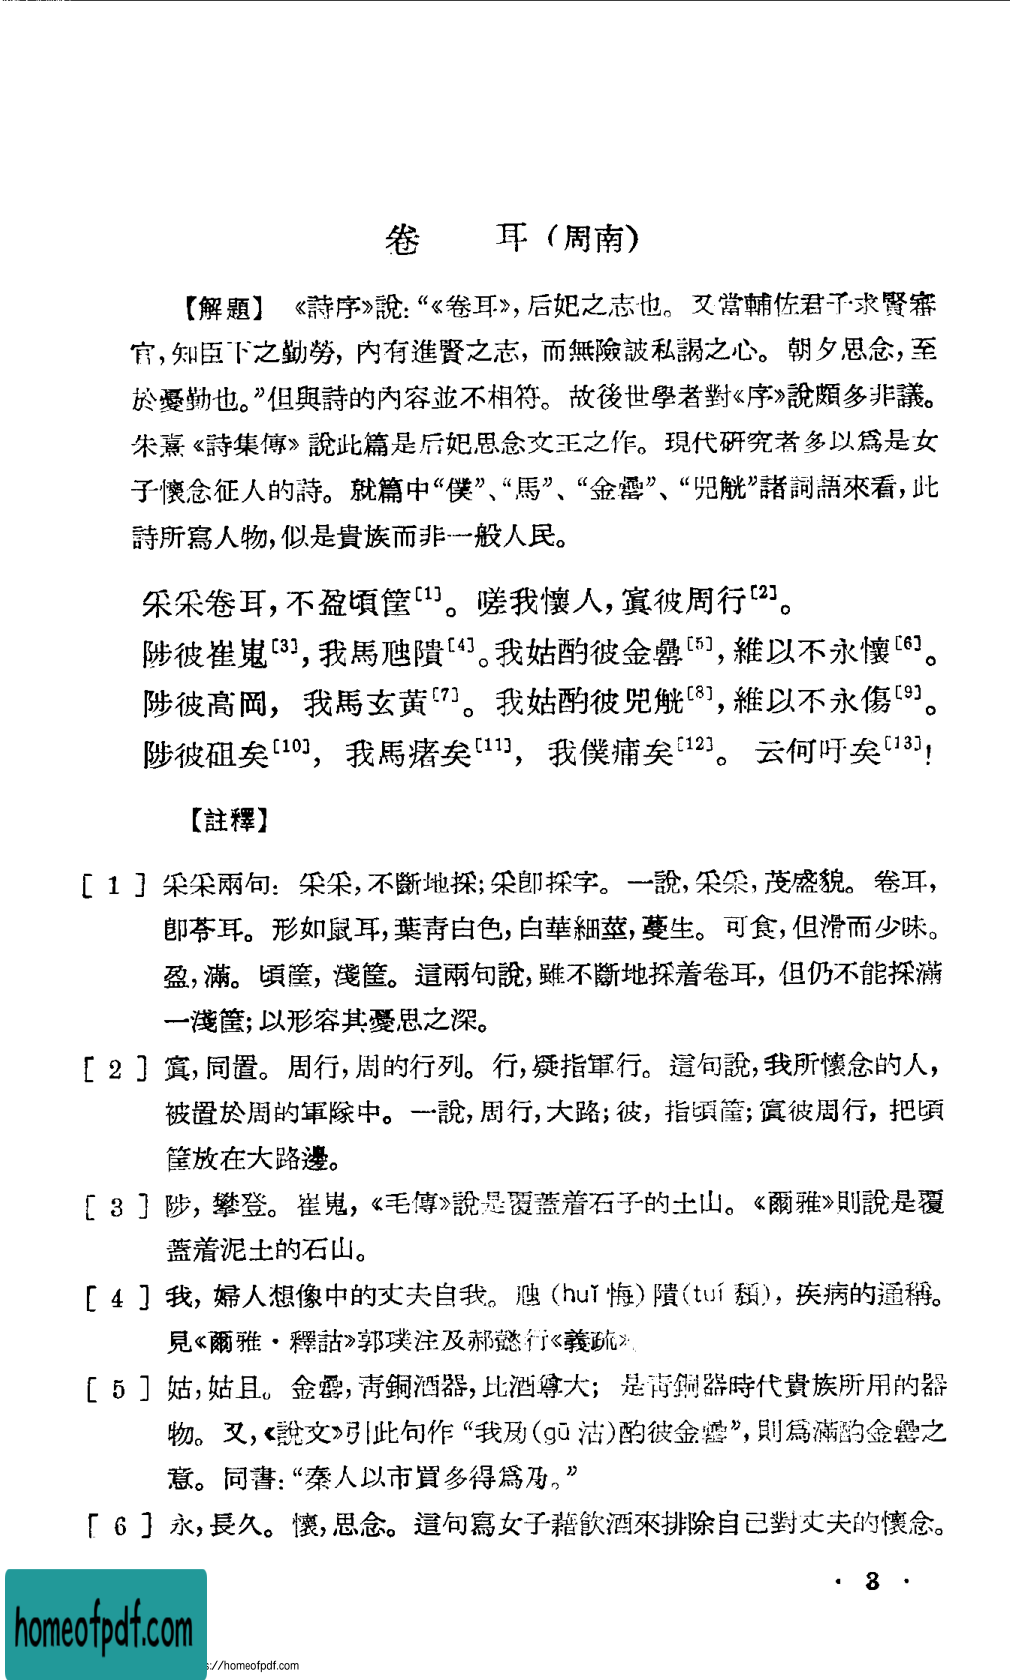 卷　耳（周南）
【解題】《詩序》說：“《卷耳》，后妃之志也。又當輔佐君子求賢審
官，知臣下之勤勞，內有進賢之志，而無險詖私謁之心。朝夕思念，至
於憂勤也。”但與詩的內容並不相符。故後世學者對《序》說頗多非議。
朱熹《詩集傳》說此篇是后妃思念文王之作。現代研究者多以爲是女
子懷念征人的詩。就篇中“僕”、“馬”、“金罍”、“兕觥”諸詞語來看，此
詩所寫人物，似是貴族而非一般人民。
采采卷耳，不盈頃筐[1]。嗟我懷人，寘彼周行[2]。
陟彼崔嵬[3]，我馬虺隤[4]。我姑酌彼金罍[5]，維以不永懷[6]。
陟彼高岡，我馬玄黃[7]。我姑酌彼兕觥[8]，維以不永傷[9]。
陟彼砠矣[10]，我馬瘏矣[11]，我僕痡矣[12]。云何吁矣[13]！
【註釋】
[1] 采采兩句：采采，不斷地採；采卽採字。一說，采采，茂盛貌。卷耳，
卽苓耳。形如鼠耳，葉青白色，白華細莖，蔓生。可食，但滑而少味。
盈，滿。頃筐，淺筐。這兩句說，雖不斷地採着卷耳，但仍不能採滿
一淺筐；以形容其憂思之深。
[2] 寘，同置。周行，周的行列。行，疑指軍行。這句說，我所懷念的人，
被置於周的軍隊中。一說，周行，大路；彼，指頃筐；寘彼周行，把頃
筐放在大路邊。
[3] 陟，攀登。崔嵬，《毛傳》說是覆蓋着石子的土山。《爾雅》則說是覆
蓋着泥土的石山。
[4] 我，婦人想像中的丈夫自我。虺（huǐ 悔）隤（tuí 頹），疾病的通稱。
見《爾雅·釋詁》郭璞注及郝懿行《義疏》。
[5] 姑，姑且。金罍，青銅酒器，比酒尊大；是青銅器時代貴族所用的器
物。又，《說文》引此句作“我夃（gū 沽）酌彼金罍”，則爲滿酌金罍之
意。同書：“秦人以市買多得爲夃。”
[6] 永，長久。懷，思念。這句寫女子藉飲酒來排除自己對丈夫的懷念。
· 3 ·
homeofpdf.com
s://homeofpdf.com